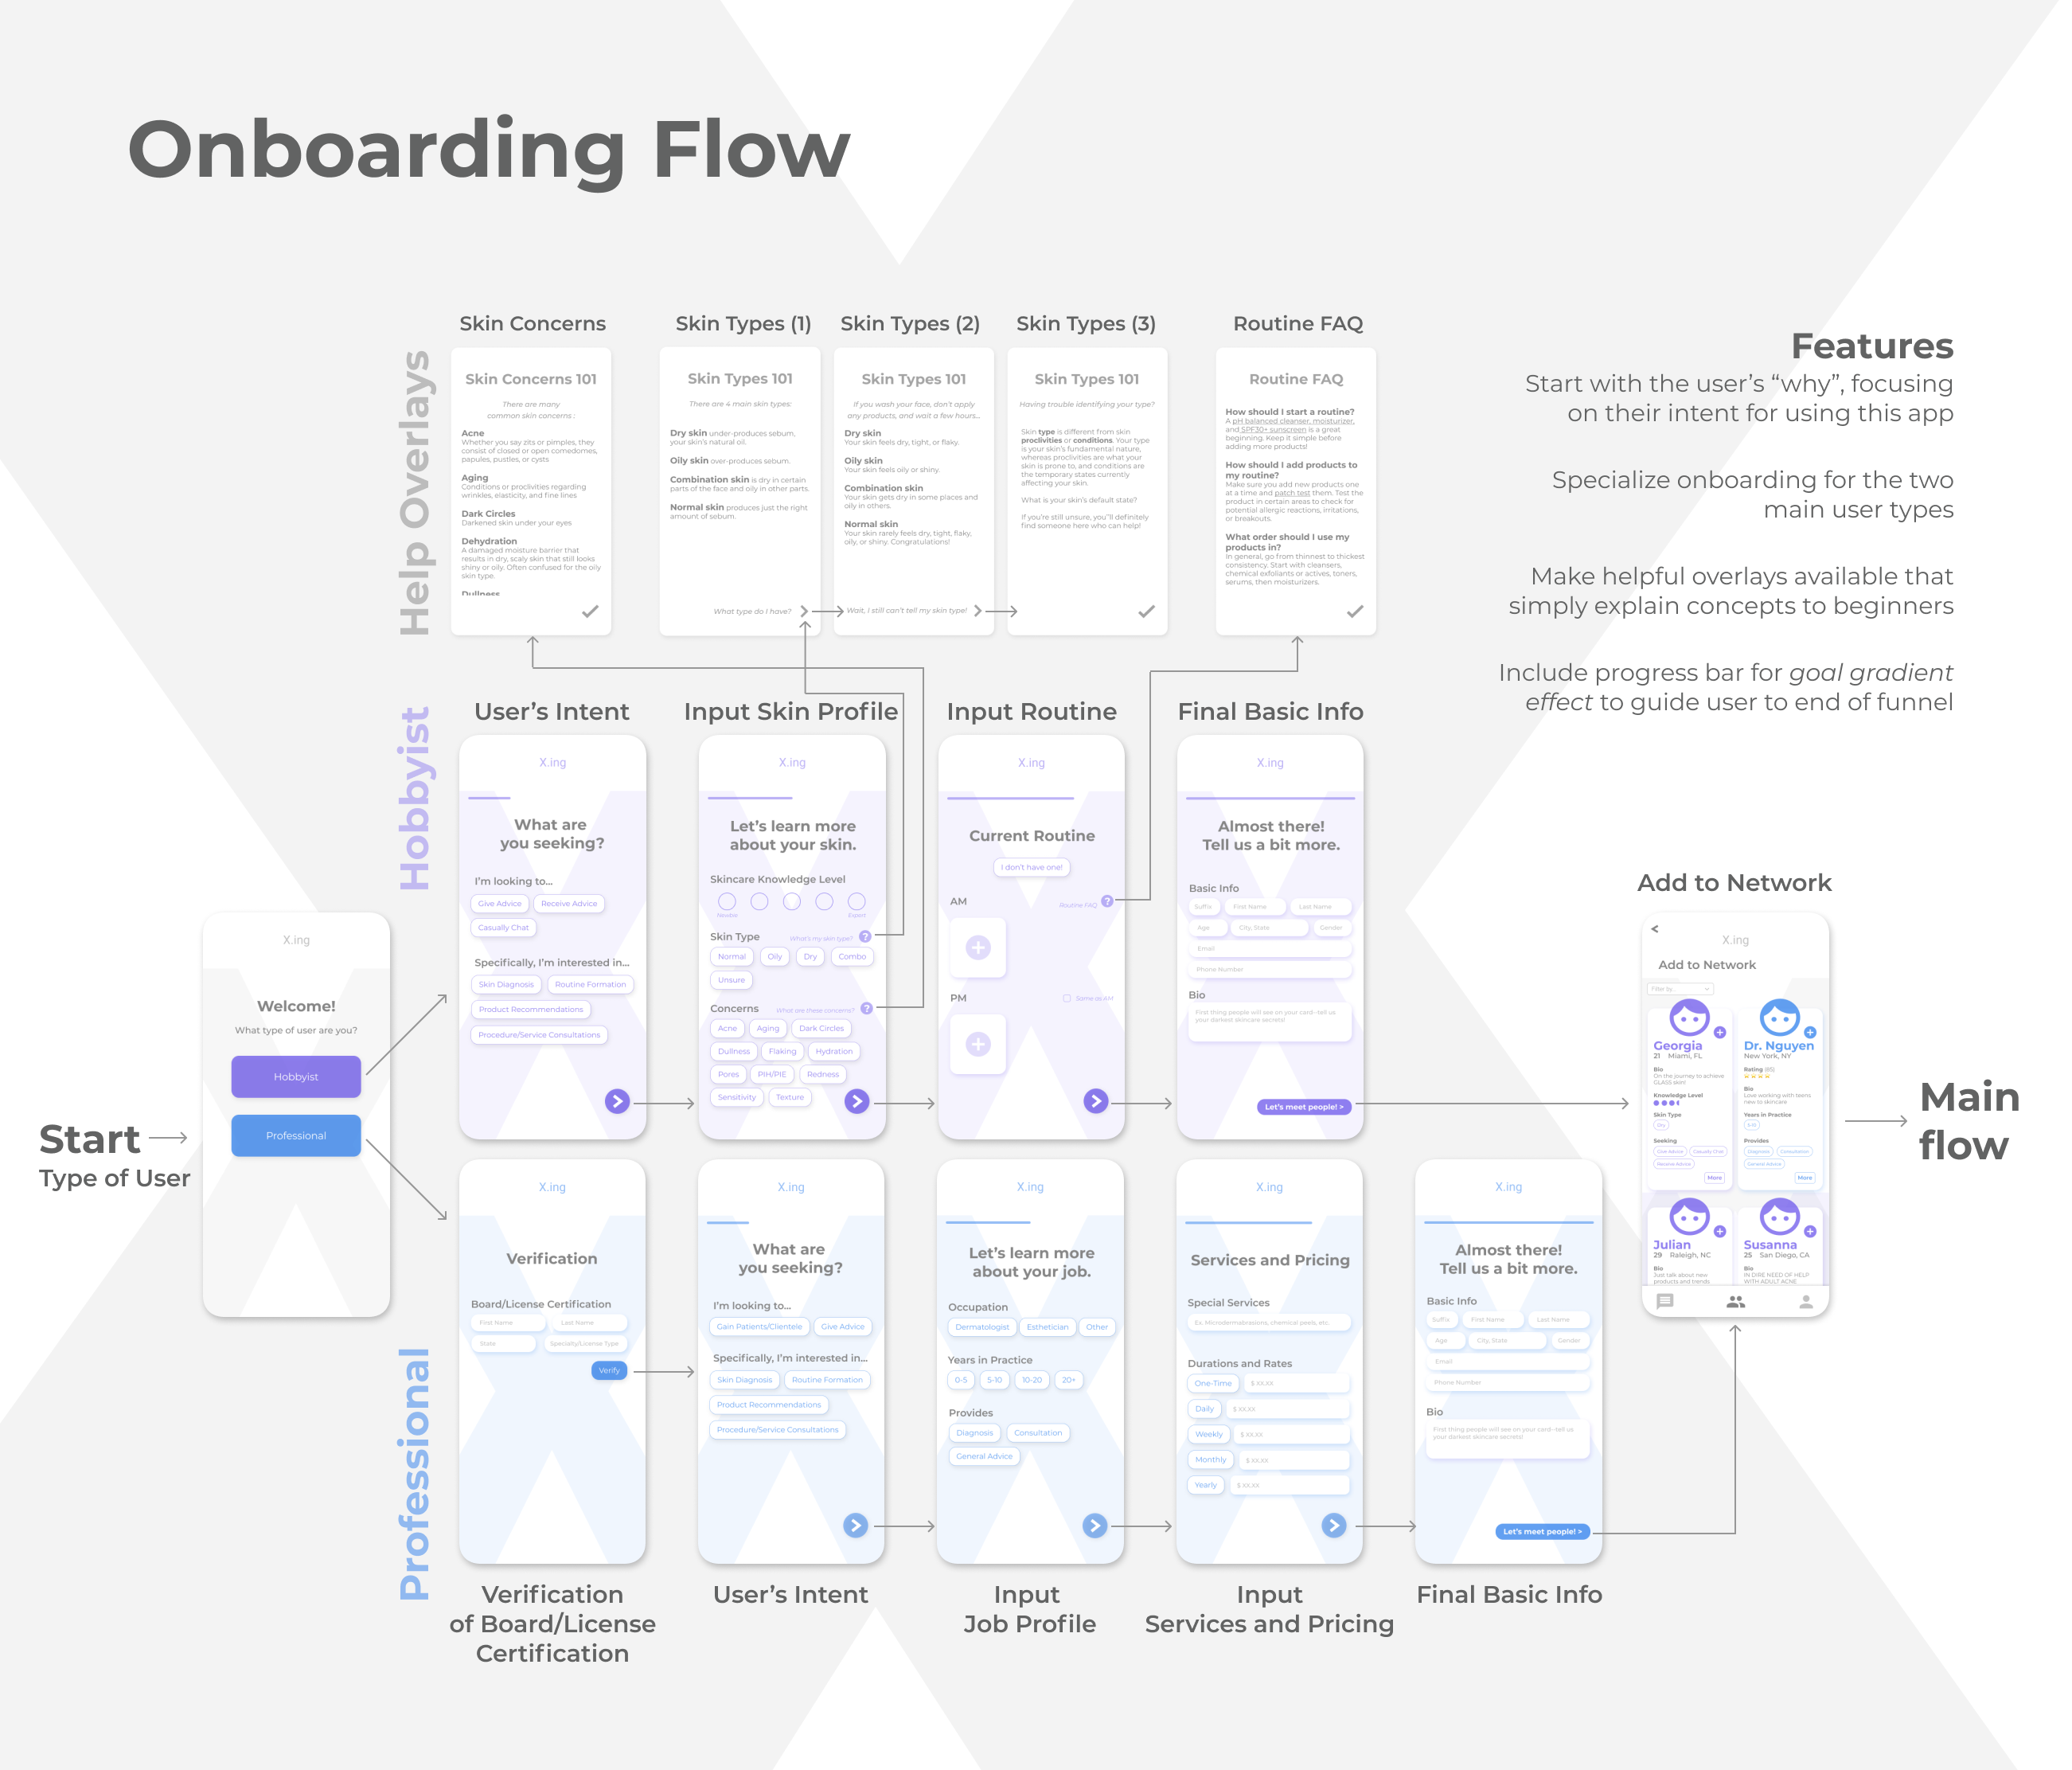 Onboarding Flow
Features
Start with the user's “why”, focusing
on their intent for using this app
Specialize onboarding for the two
main user types
Make helpful overlays available that
simply explain concepts to beginners
Include progress bar for goal gradient
effect to guide user to end of funnel
Help Overlays
Skin Concerns
Skin Concerns 101
There are many
common skin concerns :
Acne
Whether you say zits or pimples, they
consist of closed or open comedomes,
papules, pustles, or cysts
Aging
Conditions or proclivities regarding
wrinkles, elasticity, and fine lines
Dark Circles
Darkened skin under your eyes
Dehydration
A damaged moisture barrier that
results in dry, scaly skin that still looks
shiny or oily. Often confused for the oily
skin type.
Dullness
Skin Types (1)
Skin Types 101
There are 4 main skin types:
Dry skin under-produces sebum,
your skin's natural oil.
Oily skin over-produces sebum.
Combination skin is dry in certain
parts of the face and oily in other parts.
Normal skin produces just the right
amount of sebum.
What type do I have?
Skin Types (2)
Skin Types 101
If you wash your face, don't apply
any products, and wait a few hours...
Dry skin
Your skin feels dry, tight, or flaky.
Oily skin
Your skin feels oily or shiny.
Combination skin
Your skin gets dry in some places and
oily in others.
Normal skin
Your skin rarely feels dry, tight, flaky,
oily, or shiny. Congratulations!
Wait, I still can't tell my skin type!
Skin Types (3)
Skin Types 101
Having trouble identifying your type?
Skin type is different from skin
proclivities or conditions. Your type
is your skin's fundamental nature,
whereas proclivities are what your
skin is prone to, and conditions are
the temporary states currently
affecting your skin.
What is your skin's default state?
If you're still unsure, you''ll definitely
find someone here who can help!
Routine FAQ
Routine FAQ
How should I start a routine?
A pH balanced cleanser, moisturizer,
and SPF30+ sunscreen is a great
beginning. Keep it simple before
adding more products!
How should I add products to
my routine?
Make sure you add new products one
at a time and patch test them. Test the
product in certain areas to check for
potential allergic reactions, irritations,
or breakouts.
What order should I use my
products in?
In general, go from thinnest to thickest
consistency. Start with cleansers,
chemical exfoliants or actives, toners,
serums, then moisturizers.
Start
Type of User
X.ing
Welcome!
What type of user are you?
Hobbyist
Professional
Hobbyist
User's Intent
X.ing
What are
you seeking?
I'm looking to...
Give Advice
Receive Advice
Casually Chat
Specifically, I'm interested in...
Skin Diagnosis
Routine Formation
Product Recommendations
Procedure/Service Consultations
Input Skin Profile
X.ing
Let's learn more
about your skin.
Skincare Knowledge Level
Newbie
Expert
Skin Type
What's my skin type?
?
Normal
Oily
Dry
Combo
Unsure
Concerns
What are these concerns?
?
Acne
Aging
Dark Circles
Dullness
Flaking
Hydration
Pores
PIH/PIE
Redness
Sensitivity
Texture
Input Routine
X.ing
Current Routine
I don't have one!
AM
Routine FAQ
?
PM
Same as AM
Final Basic Info
X.ing
Almost there!
Tell us a bit more.
Basic Info
Suffix
First Name
Last Name
Age
City, State
Gender
Email
Phone Number
Bio
First thing people will see on your card--tell us
your darkest skincare secrets!
Let's meet people! >
Professional
X.ing
Verification
Board/License Certification
First Name
Last Name
State
Specialty/License Type
Verify
Verification
of Board/License
Certification
X.ing
What are
you seeking?
I'm looking to...
Gain Patients/Clientele
Give Advice
Specifically, I'm interested in...
Skin Diagnosis
Routine Formation
Product Recommendations
Procedure/Service Consultations
User's Intent
X.ing
Let's learn more
about your job.
Occupation
Dermatologist
Esthetician
Other
Years in Practice
0-5
5-10
10-20
20+
Provides
Diagnosis
Consultation
General Advice
Input
Job Profile
X.ing
Services and Pricing
Special Services
Ex. Microdermabrasions, chemical peels, etc.
Durations and Rates
One-Time
$ XX.XX
Daily
$ XX.XX
Weekly
$ XX.XX
Monthly
$ XX.XX
Yearly
$ XX.XX
Input
Services and Pricing
X.ing
Almost there!
Tell us a bit more.
Basic Info
Suffix
First Name
Last Name
Age
City, State
Gender
Email
Phone Number
Bio
First thing people will see on your card--tell us
your darkest skincare secrets!
Let's meet people! >
Final Basic Info
Add to Network
X.ing
Add to Network
Filter by...
Georgia
21 Miami, FL
Bio
On the journey to achieve
GLASS skin!
Knowledge Level
Skin Type
Dry
Seeking
Give Advice
Casually Chat
Receive Advice
More
Dr. Nguyen
New York, NY
Rating (85)
Bio
Love working with teens
new to skincare
Years in Practice
Provides
Diagnosis
Consultation
General Advice
More
Julian
29 Raleigh, NC
Bio
Just talk about new
products and trends
Susanna
25 San Diego, CA
Bio
IN DIRE NEED OF HELP
WITH ADULT ACNE
Main
flow